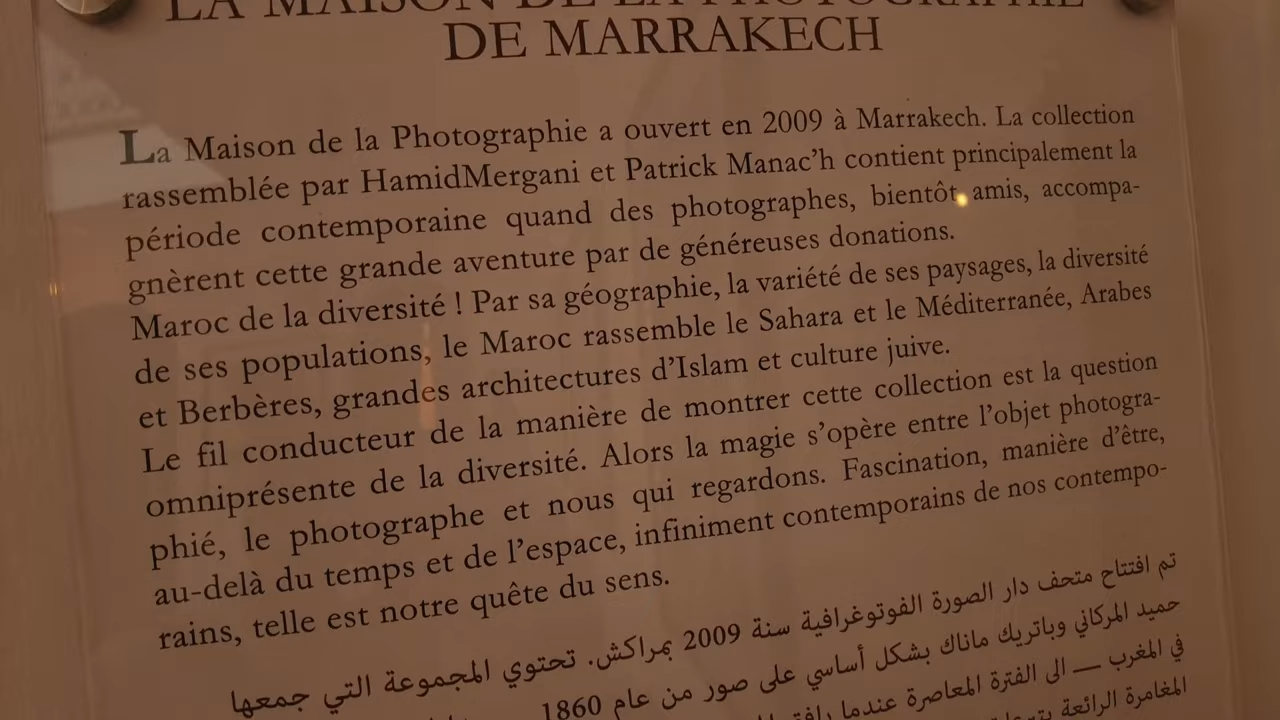 LA MAISON DE LA PHOTOGRAPHIE
DE MARRAKECH
La Maison de la Photographie a ouvert en 2009 à Marrakech. La collection
rassemblée par HamidMergani et Patrick Manac'h contient principalement la
période contemporaine quand des photographes, bientôt amis, accompa-
gnèrent cette grande aventure par de généreuses donations.
Maroc de la diversité ! Par sa géographie, la variété de ses paysages, la diversité
de ses populations, le Maroc rassemble le Sahara et le Méditerranée, Arabes
et Berbères, grandes architectures d'Islam et culture juive.
Le fil conducteur de la manière de montrer cette collection est la question
omniprésente de la diversité. Alors la magie s'opère entre l'objet photogra-
phié, le photographe et nous qui regardons. Fascination, manière d'être,
au-delà du temps et de l'espace, infiniment contemporains de nos contempo-
rains, telle est notre quête du sens.
تم افتتاح متحف دار الصورة الفوتوغرافية سنة 2009 بمراكش. تحتوي المجموعة التي جمعها
حميد المركاني وباتريك ماناك بشكل أساسي على صور من عام 1860
في المغرب — الى الفترة المعاصرة عندما
المغامرة الرائعة